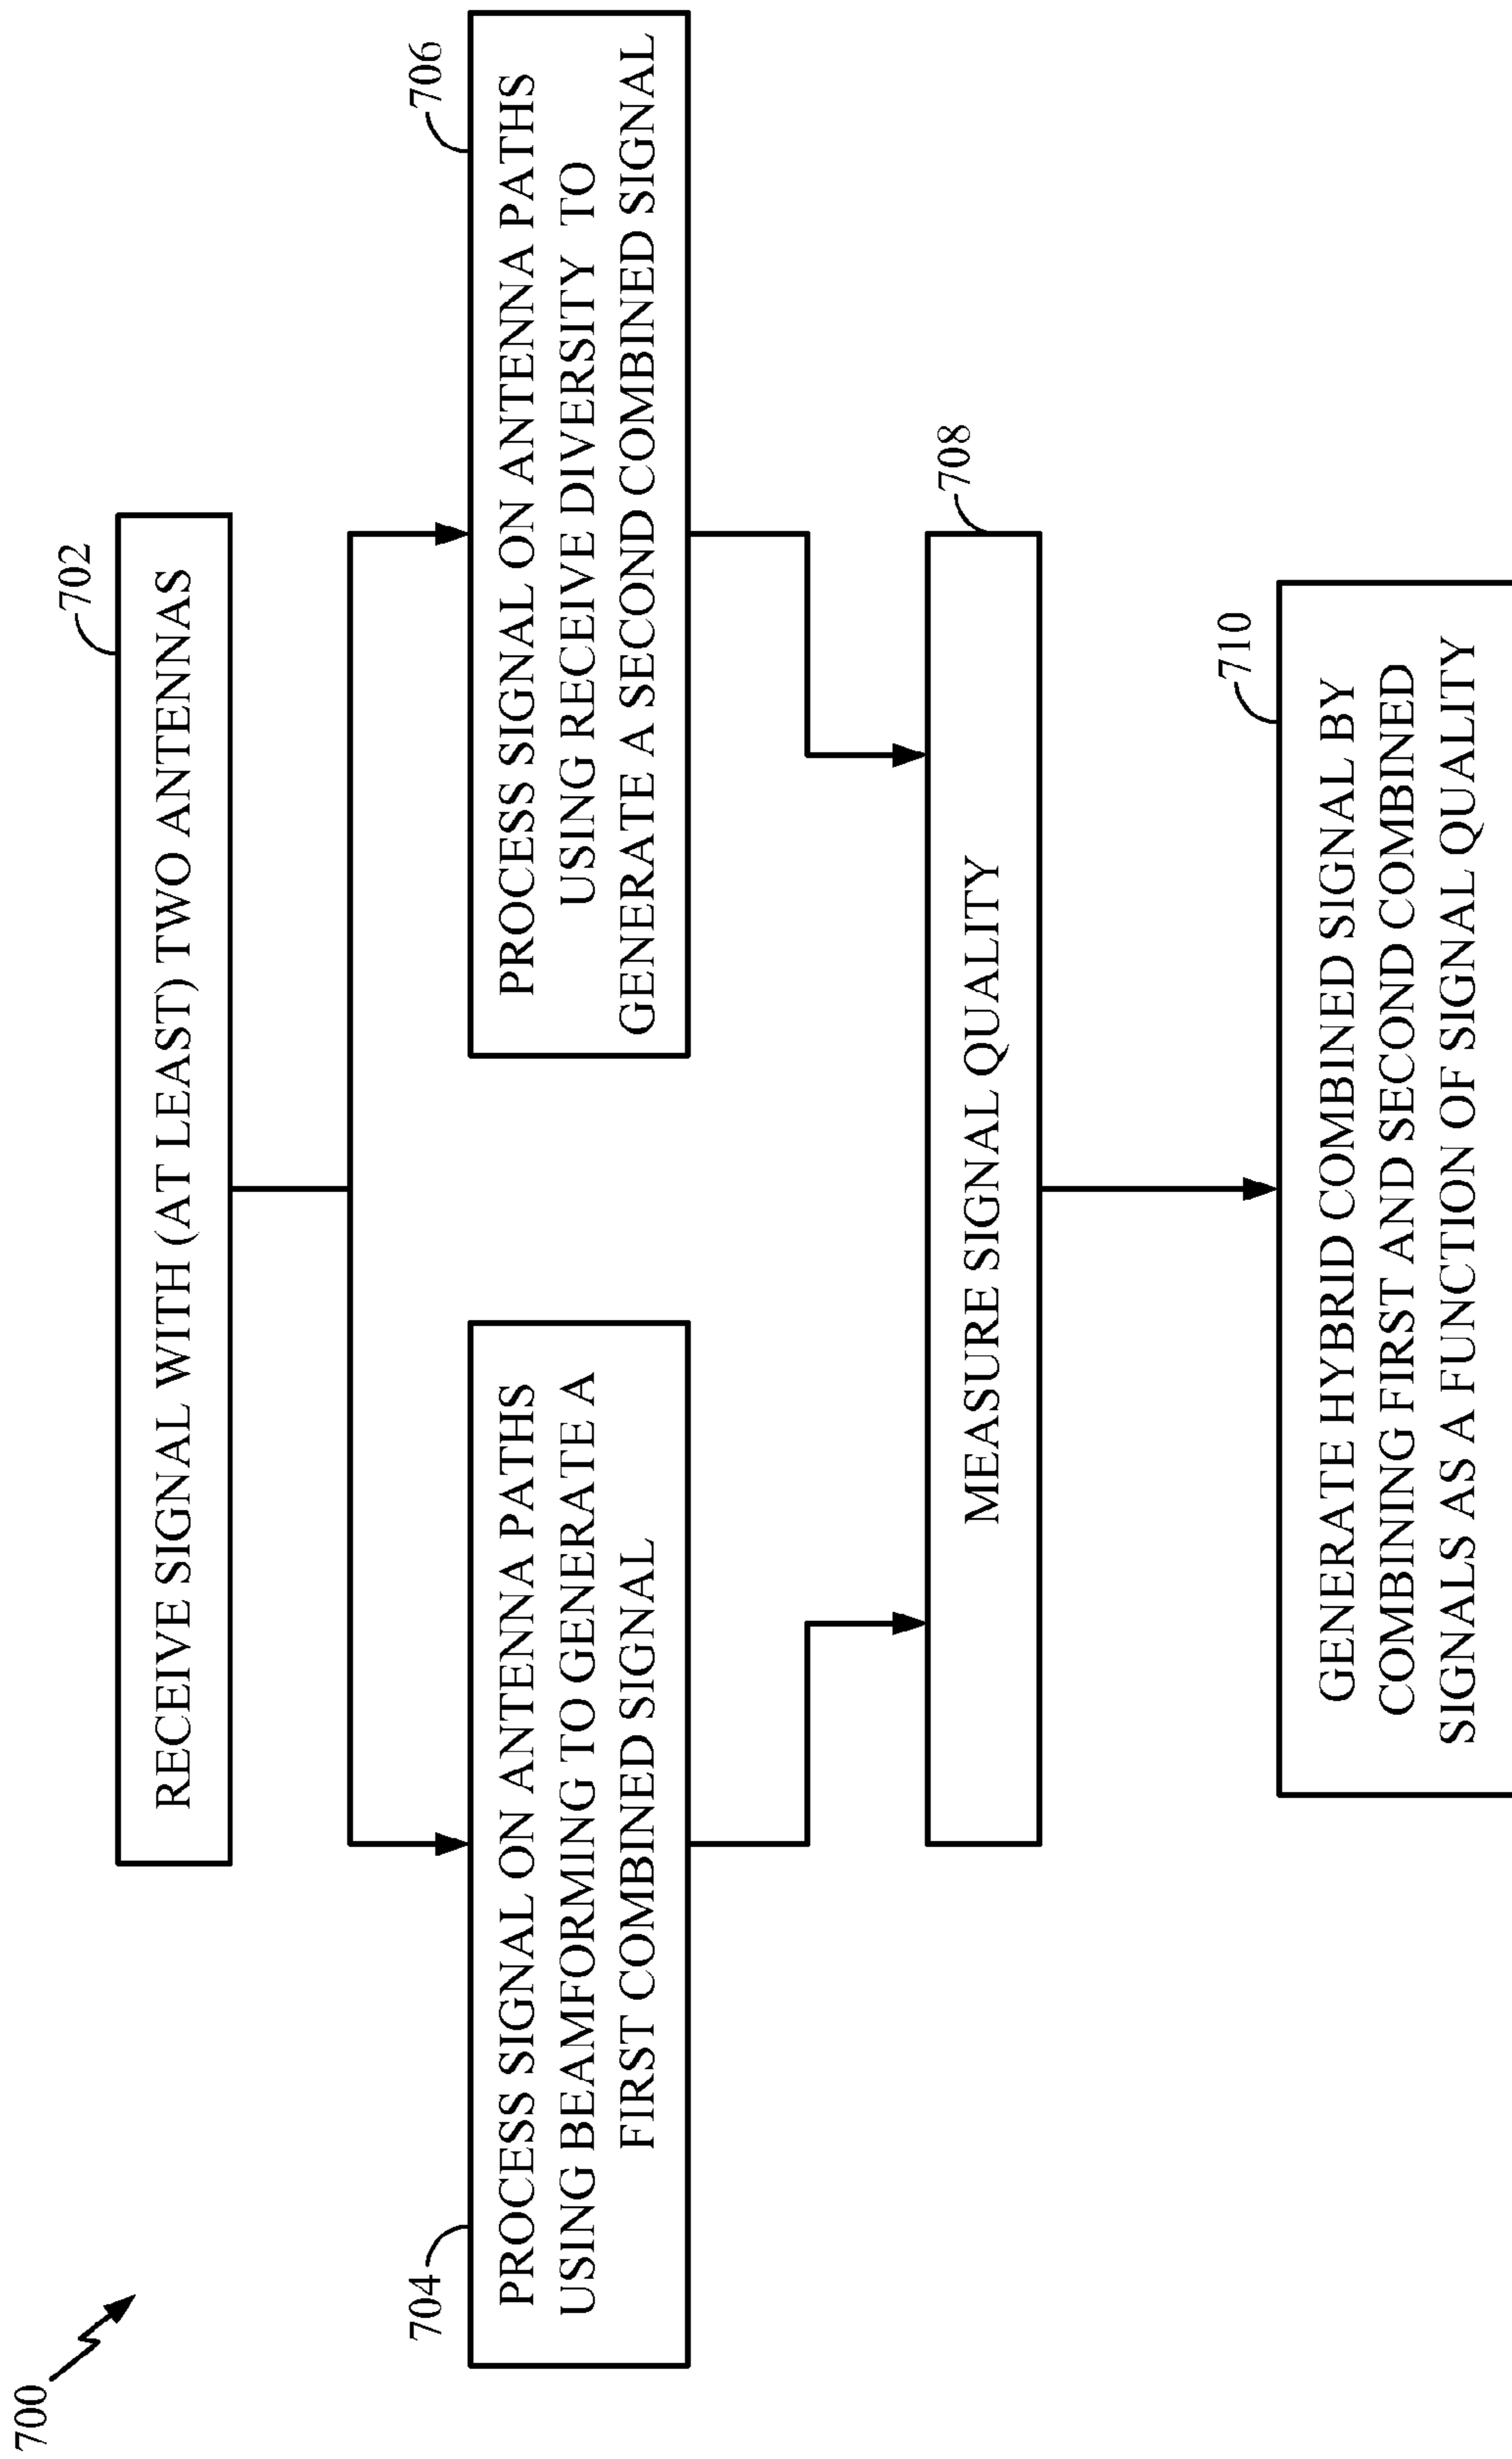 700
702
RECEIVE SIGNAL WITH (AT LEAST) TWO ANTENNAS
704
PROCESS SIGNAL ON ANTENNA PATHS
USING BEAMFORMING TO GENERATE A
FIRST COMBINED SIGNAL
706
PROCESS SIGNAL ON ANTENNA PATHS
USING RECEIVE DIVERSITY TO
GENERATE A SECOND COMBINED SIGNAL
708
MEASURE SIGNAL QUALITY
710
GENERATE HYBRID COMBINED SIGNAL BY
COMBINING FIRST AND SECOND COMBINED
SIGNALS AS A FUNCTION OF SIGNAL QUALITY